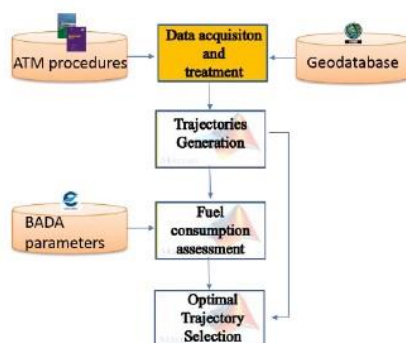 Data acquisiton
and
treatment
ATM procedures
Geodatabase
Trajectories
Generation
BADA
parameters
Fuel
consumption
assessment
Optimal
Trajectory
Selection